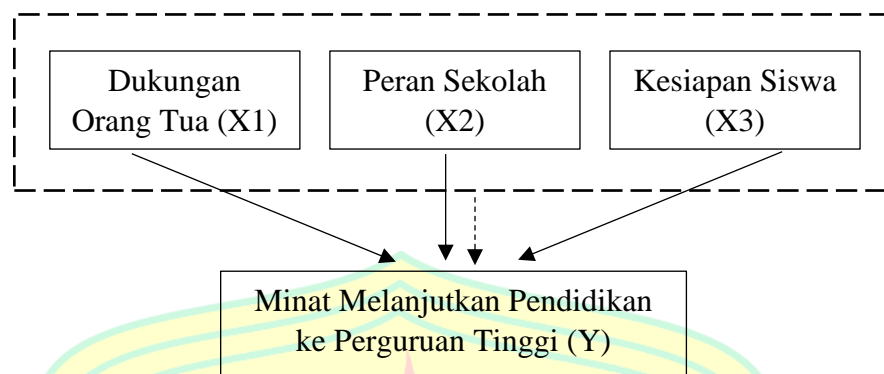 Dukungan
Orang Tua (X1)
Peran Sekolah
(X2)
Kesiapan Siswa
(X3)
Minat Melanjutkan Pendidikan
ke Perguruan Tinggi (Y)